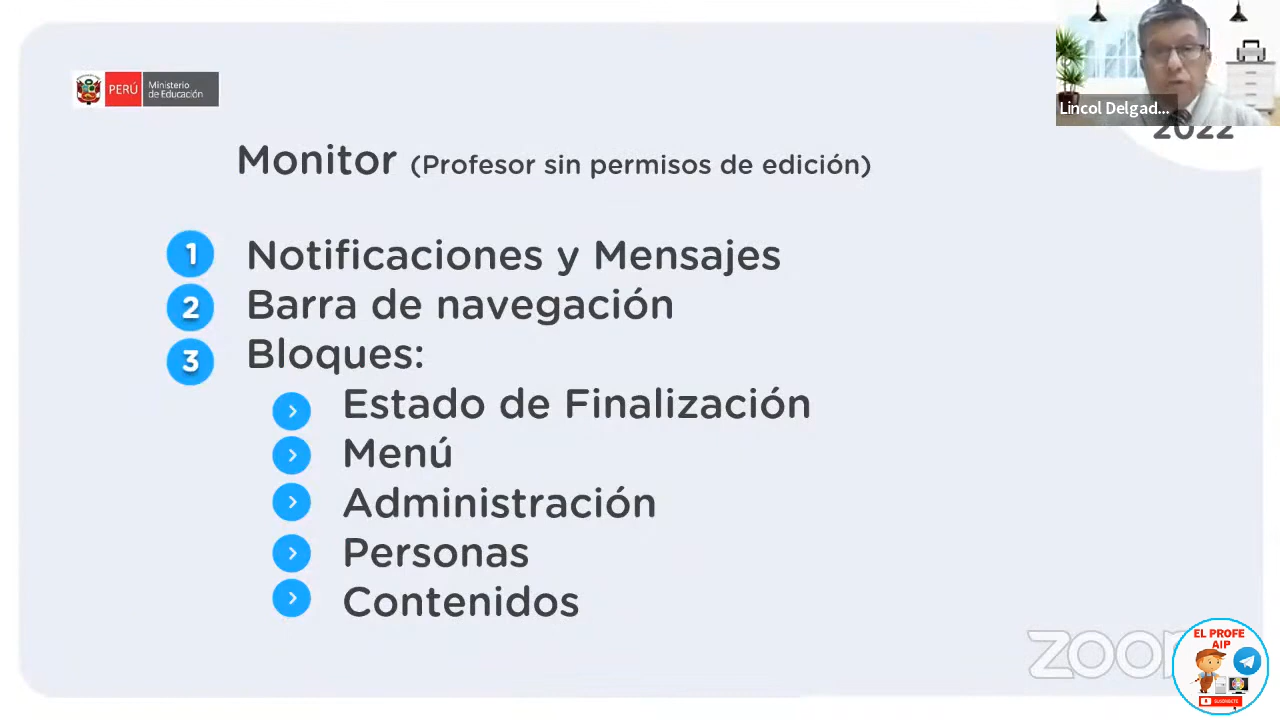 PERÚ
Ministerio
de Educación
Lincol Delgad...
2022
Monitor (Profesor sin permisos de edición)
1 Notificaciones y Mensajes
2 Barra de navegación
3 Bloques:
Estado de Finalización
Menú
Administración
Personas
Contenidos
zoom
EL PROFE
AIP
SUSCRÍBETE